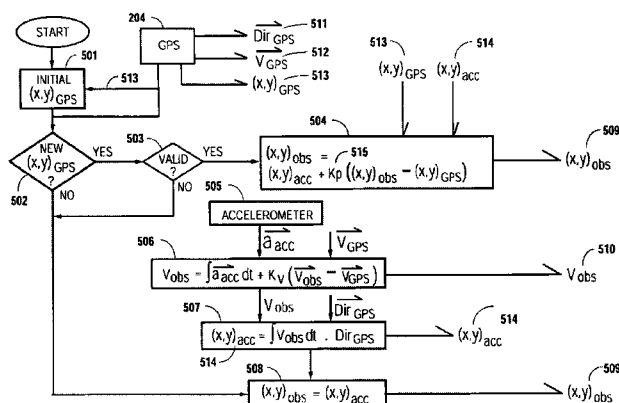 START
204
GPS
Dir GPS
511
V GPS
512
(x,y) GPS
513
501
INITIAL
(x,y) GPS
513
513
(x,y) GPS
514
(x,y) acc
NEW
(x,y) GPS
?
502
YES
NO
503
VALID
?
YES
NO
504
(x,y) obs =
515
(x,y) acc + Kp ((x,y) obs − (x,y) GPS)
509
(x,y) obs
505
ACCELEROMETER
a acc
V GPS
506
V obs = ∫ a acc dt + K V (V obs − V GPS)
510
V obs
V obs
Dir GPS
507
(x,y) acc = ∫ V obs dt . Dir GPS
514
514
(x,y) acc
508
(x,y) obs = (x,y) acc
509
(x,y) obs